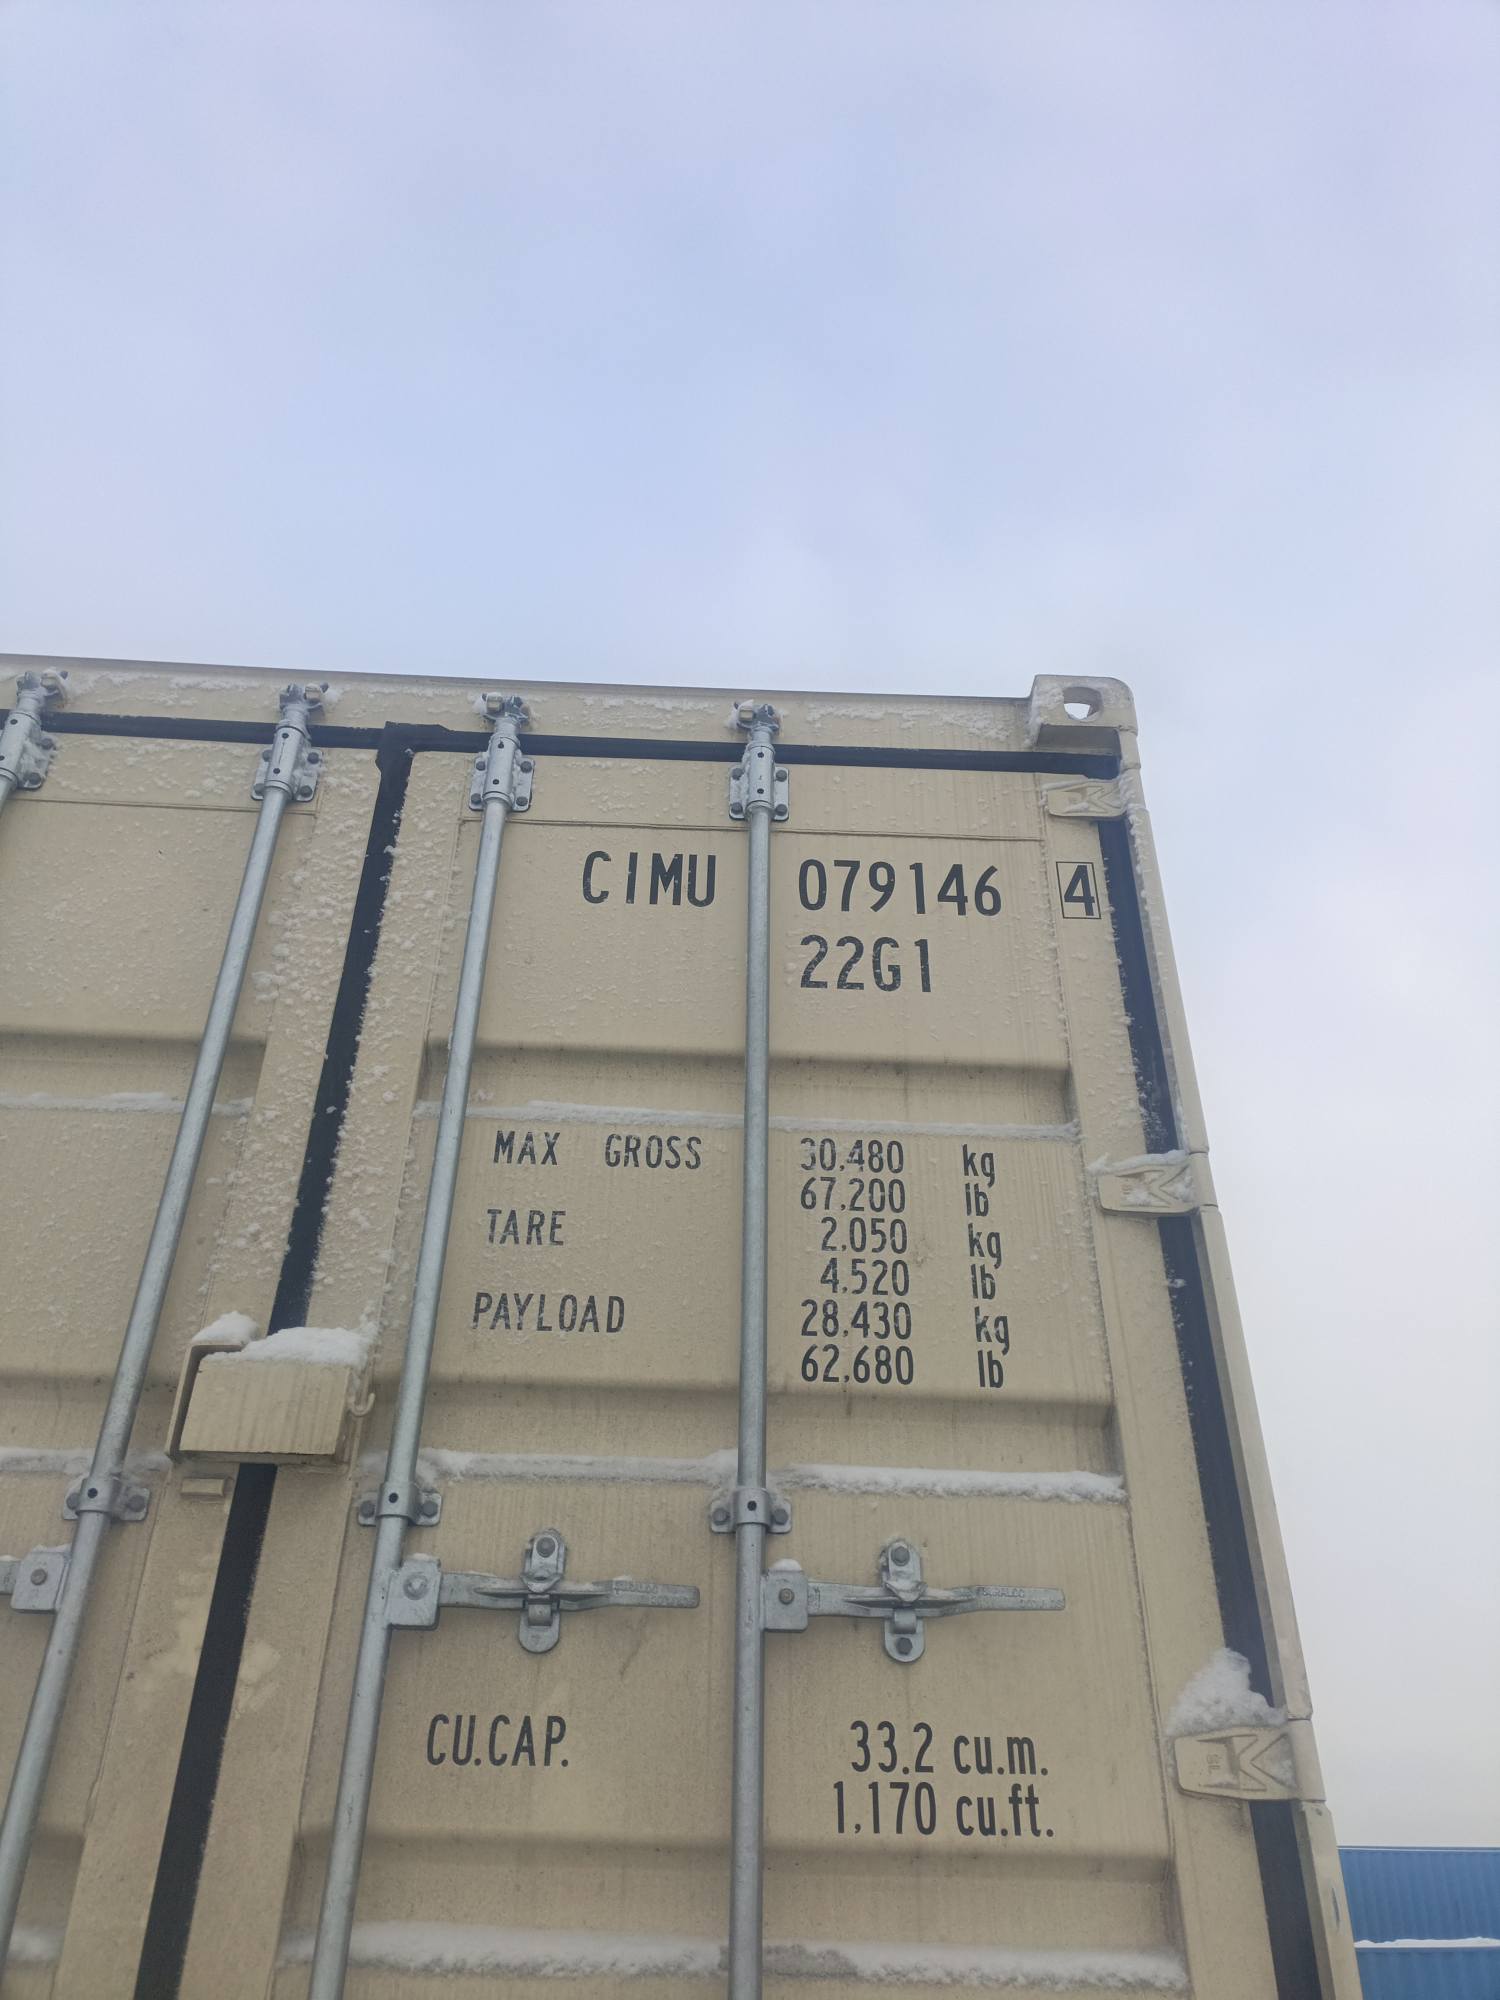 CIMU 079146 4
22G1
MAX GROSS 30.480 kg
67.200 lb
TARE 2.050 kg
4.520 lb
PAYLOAD 28.430 kg
62.680 lb
CU.CAP. 33.2 cu.m.
1.170 cu.ft.